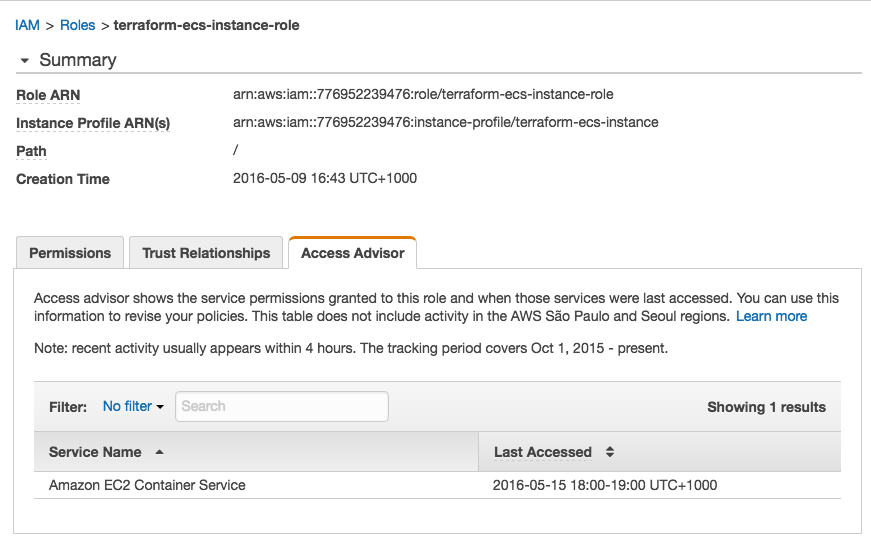 IAM > Roles > terraform-ecs-instance-role
Summary
Role ARN arn:aws:iam::776952239476:role/terraform-ecs-instance-role
Instance Profile ARN(s) arn:aws:iam::776952239476:instance-profile/terraform-ecs-instance
Path /
Creation Time 2016-05-09 16:43 UTC+1000
Permissions Trust Relationships Access Advisor
Access advisor shows the service permissions granted to this role and when those services were last accessed. You can use this
information to revise your policies. This table does not include activity in the AWS São Paulo and Seoul regions. Learn more
Note: recent activity usually appears within 4 hours. The tracking period covers Oct 1, 2015 - present.
Filter: No filter Search Showing 1 results
Service Name Last Accessed
Amazon EC2 Container Service 2016-05-15 18:00-19:00 UTC+1000